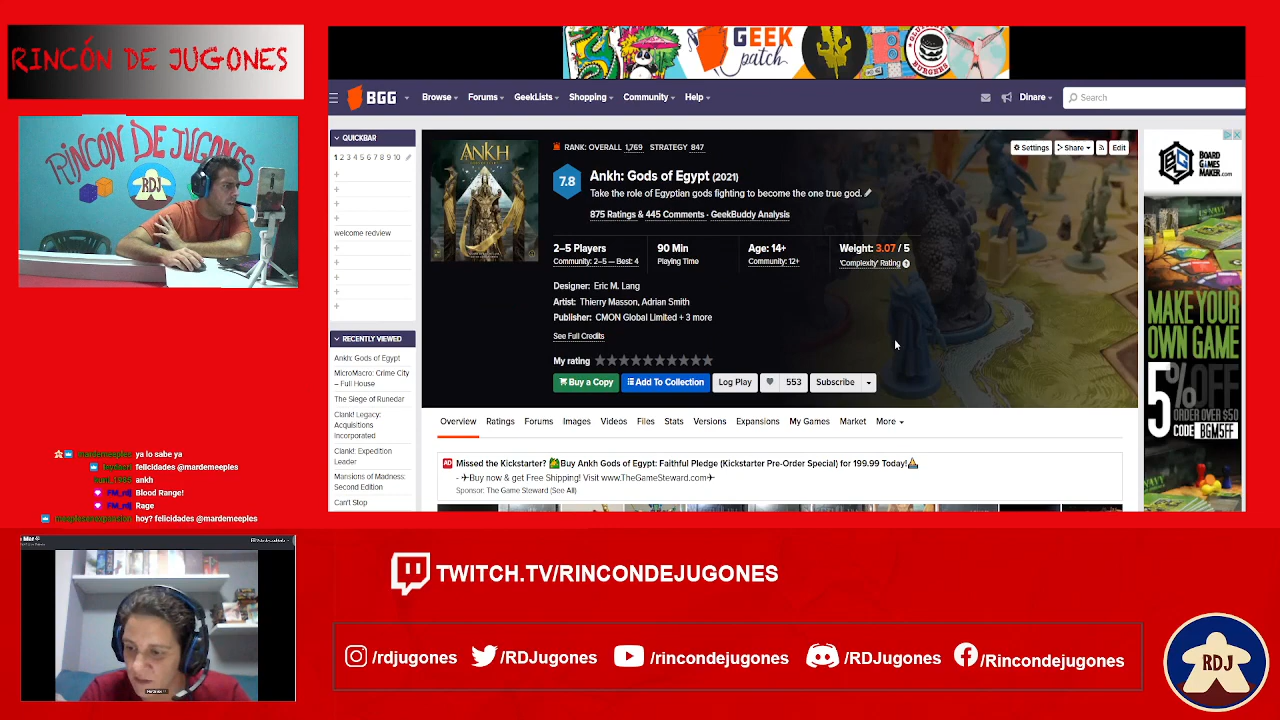 RINCÓN DE JUGONES
RINCÓN DE JUGONES
RDJ
ya lo sabe ya
felicidades @mardemeeples
ankh
Blood Range!
Rage
hoy? felicidades @mardemeeples
GEEK
patch
BURGERS
BGG
Browse
Forums
GeekLists
Shopping
Community
Help
Dinare
Search
QUICKBAR
1 2 3 4 5 6 7 8 9 10
welcome redview
RECENTLY VIEWED
Ankh: Gods of Egypt
MicroMacro: Crime City
– Full House
The Siege of Runedar
Clank! Legacy:
Acquisitions
Incorporated
Clank! Expedition
Leader
Mansions of Madness:
Second Edition
Can't Stop
ANKH
RANK: OVERALL 1,769 STRATEGY 847
Settings
Share
Edit
7.8
Ankh: Gods of Egypt (2021)
Take the role of Egyptian gods fighting to become the one true god.
875 Ratings & 445 Comments · GeekBuddy Analysis
2–5 Players
Community: 2–5 — Best: 4
90 Min
Playing Time
Age: 14+
Community: 12+
Weight: 3.07 / 5
'Complexity' Rating
Designer: Eric M. Lang
Artist: Thierry Masson, Adrian Smith
Publisher: CMON Global Limited + 3 more
See Full Credits
My rating
Buy a Copy
Add To Collection
Log Play
553
Subscribe
Overview
Ratings
Forums
Images
Videos
Files
Stats
Versions
Expansions
My Games
Market
More
AD Missed the Kickstarter? Buy Ankh Gods of Egypt: Faithful Pledge (Kickstarter Pre-Order Special) for 199.99 Today!
- Buy now & get Free Shipping! Visit www.TheGameSteward.com
Sponsor: The Game Steward (See All)
BOARD
GAMES
MAKER.com
MAKE YOUR
OWN GAME
5% OFF
ORDER OVER $50
CODE BGM5FF
TWITCH.TV/RINCONDEJUGONES
/rdjugones
/RDJugones
/rincondejugones
/RDJugones
/Rincondejugones
RDJ